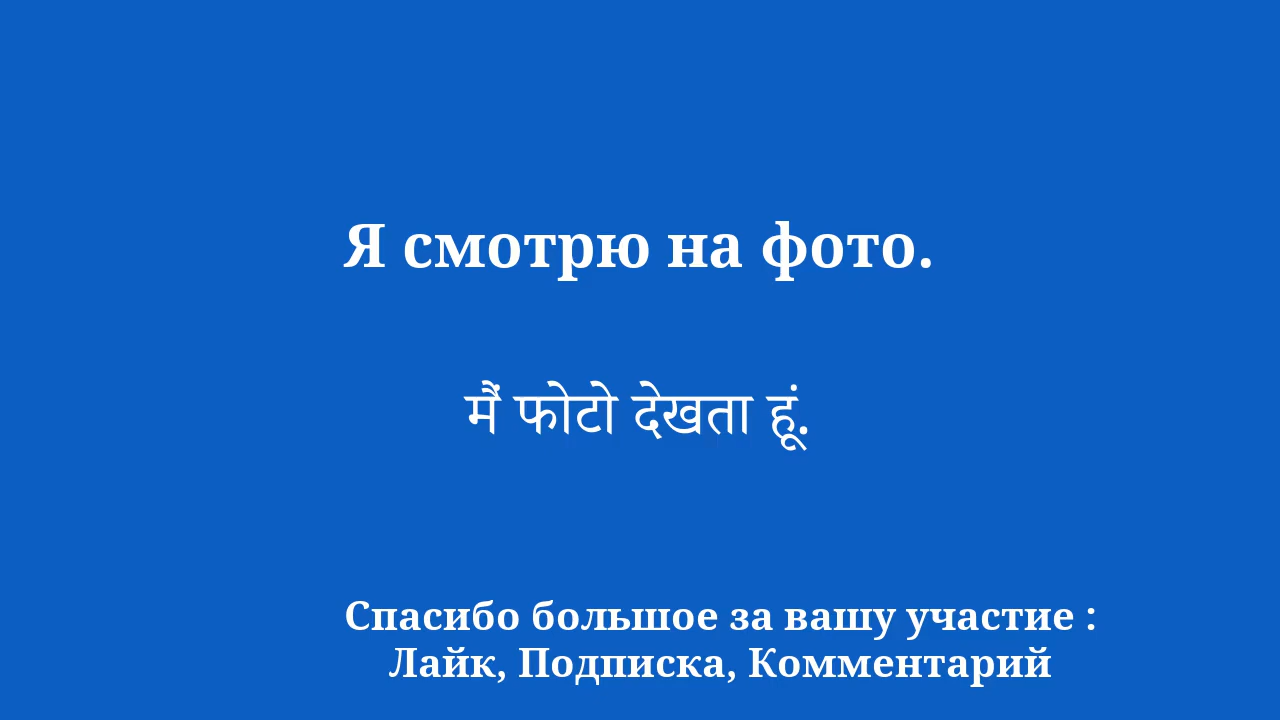 Я смотрю на фото.
मैं फोटो देखता हूं.
Спасибо большое за вашу участие :
Лайк, Подписка, Комментарий